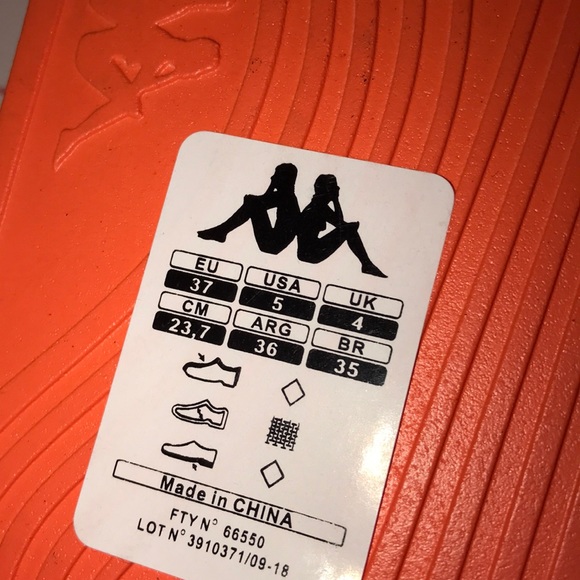 EU USA UK
37 5 4
CM ARG BR
23,7 36 35
Made in CHINA
FTY N° 66550
LOT N° 3910371/09-18